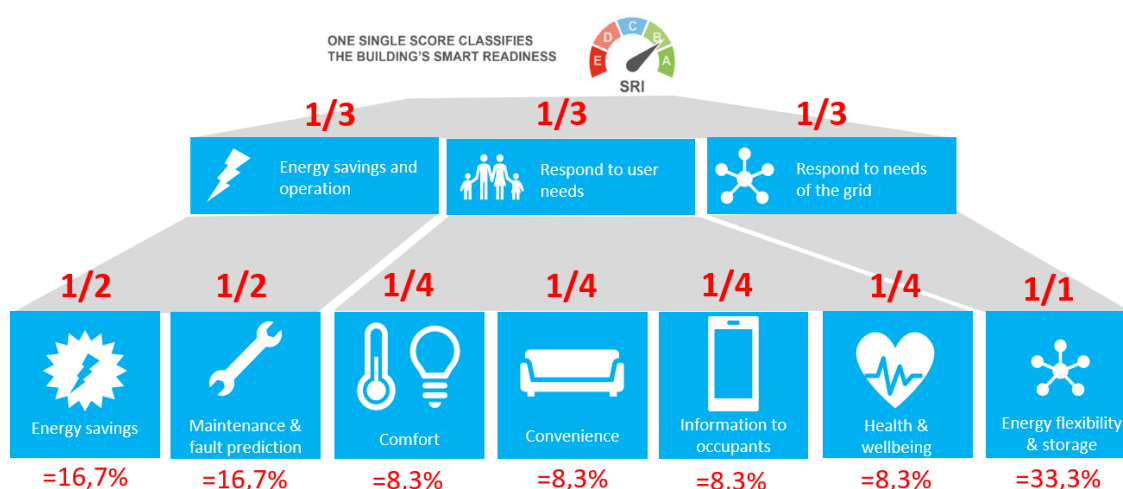 ONE SINGLE SCORE CLASSIFIES
THE BUILDING'S SMART READINESS
E
D
C
B
A
SRI
1/3
1/3
1/3
Energy savings and
operation
Respond to user
needs
Respond to needs
of the grid
1/2
1/2
1/4
1/4
1/4
1/4
1/1
Energy savings
Maintenance &
fault prediction
Comfort
Convenience
Information to
occupants
Health &
wellbeing
Energy flexibility
& storage
=16,7%
=16,7%
=8,3%
=8,3%
=8,3%
=8,3%
=33,3%